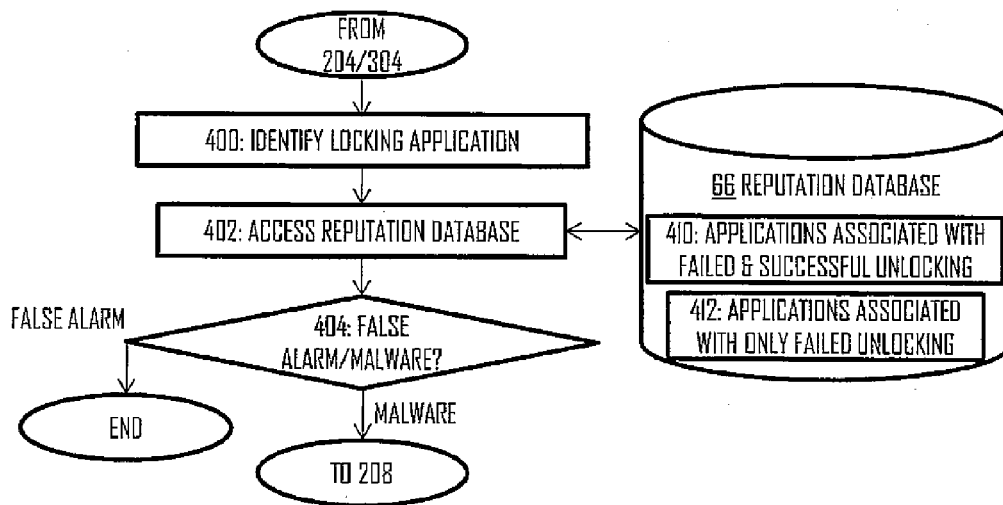 FROM
204/304
400: IDENTIFY LOCKING APPLICATION
402: ACCESS REPUTATION DATABASE
66 REPUTATION DATABASE
410: APPLICATIONS ASSOCIATED WITH
FAILED & SUCCESSFUL UNLOCKING
412: APPLICATIONS ASSOCIATED
WITH ONLY FAILED UNLOCKING
FALSE ALARM
404: FALSE
ALARM/MALWARE?
END
MALWARE
TO 208